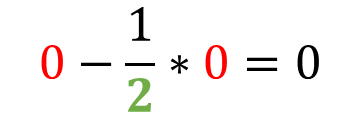 0 − 1/2 * 0 = 0